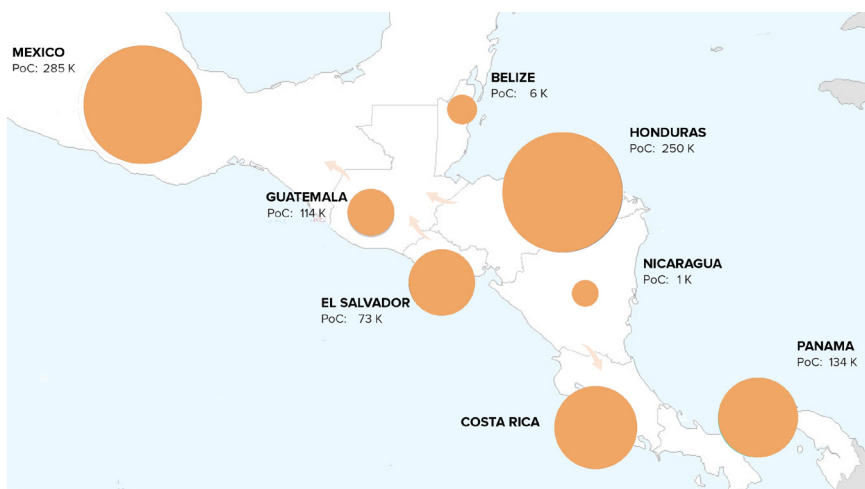 MEXICO
PoC: 285 K
BELIZE
PoC: 6 K
HONDURAS
PoC: 250 K
GUATEMALA
PoC: 114 K
NICARAGUA
PoC: 1 K
EL SALVADOR
PoC: 73 K
PANAMA
PoC: 134 K
COSTA RICA